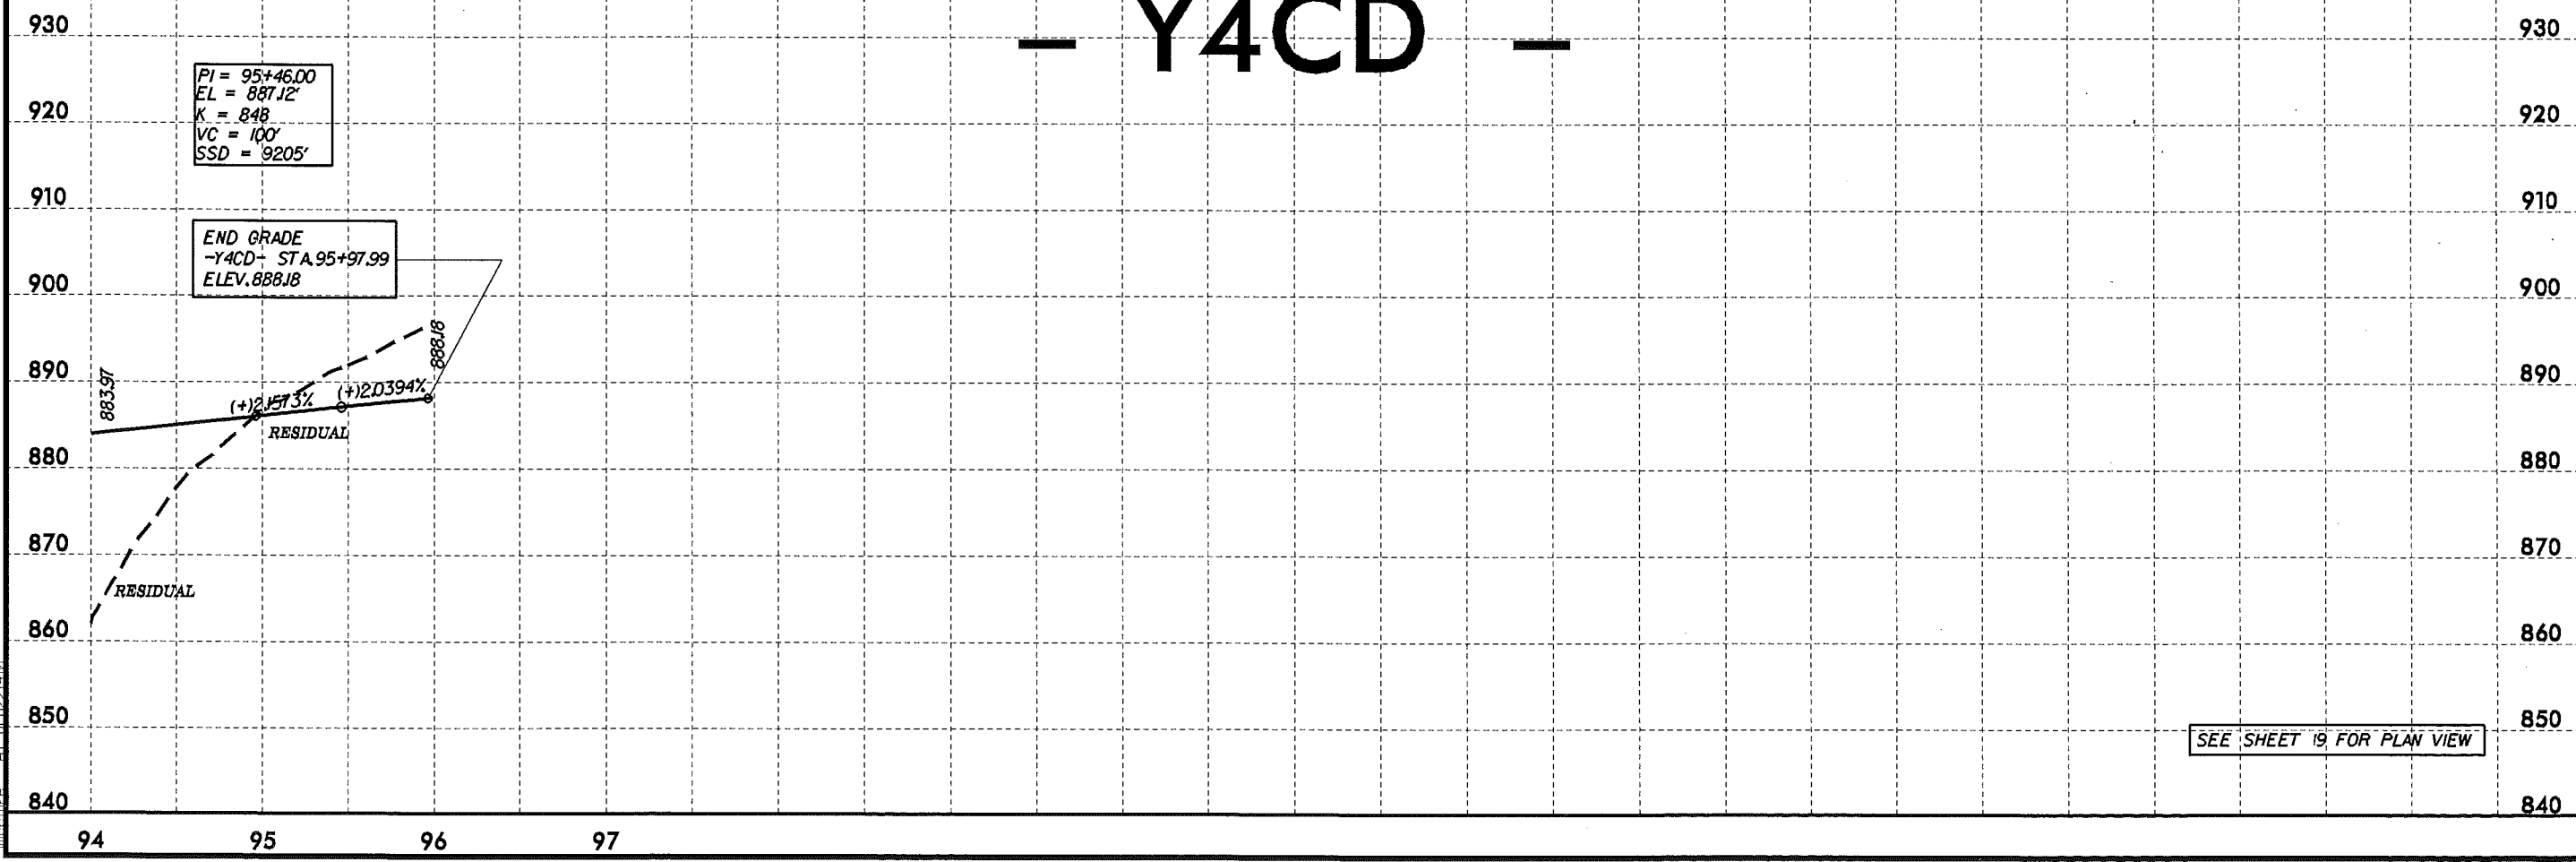 - Y4CD -
930 930
PI = 95+46.00
EL = 887.12'
K = 848
VC = 100'
SSD = 9205'
920 920
910 910
END GRADE
-Y4CD- STA.95+97.99
ELEV.888.18
900 900
890 890
883.97
(+)2.1573%
(+)2.0394%
888.18
RESIDUAL
880 880
870 870
RESIDUAL
860 860
850 850
SEE SHEET 19 FOR PLAN VIEW
840 840
94 95 96 97